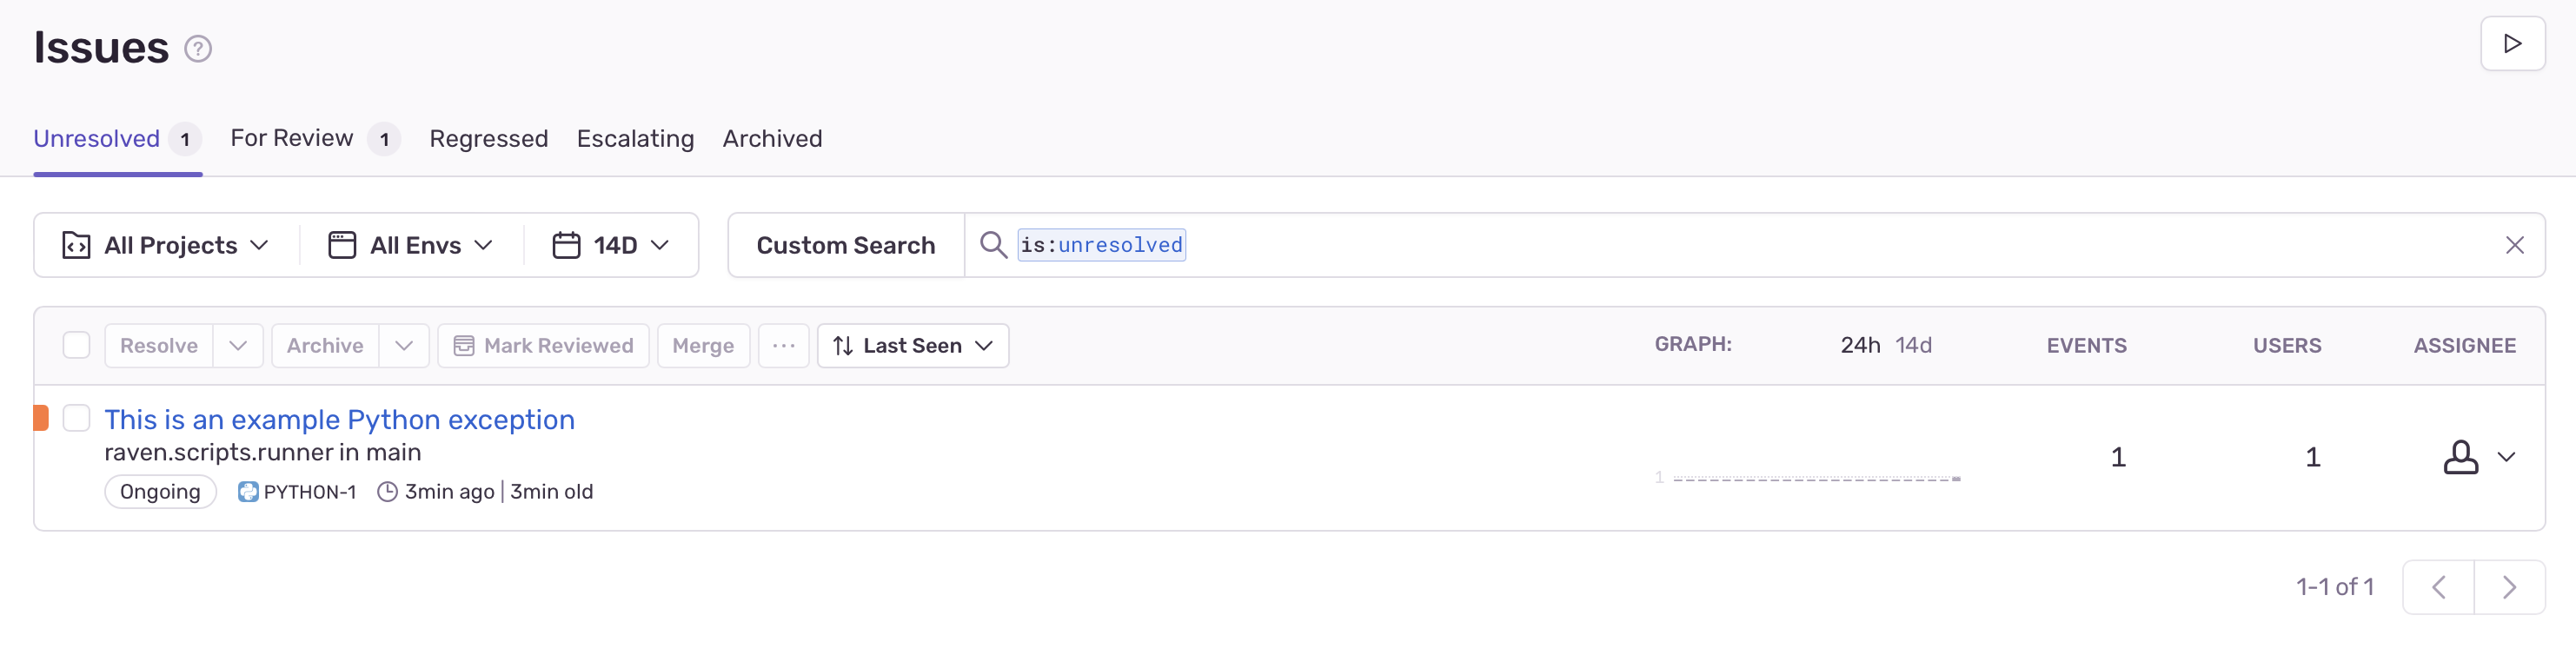 Issues ?
Unresolved 1 For Review 1 Regressed Escalating Archived
All Projects All Envs 14D Custom Search is:unresolved
Resolve Archive Mark Reviewed Merge ... Last Seen GRAPH: 24h 14d EVENTS USERS ASSIGNEE
This is an example Python exception
raven.scripts.runner in main
1 1 1
Ongoing PYTHON-1 3min ago | 3min old
1-1 of 1